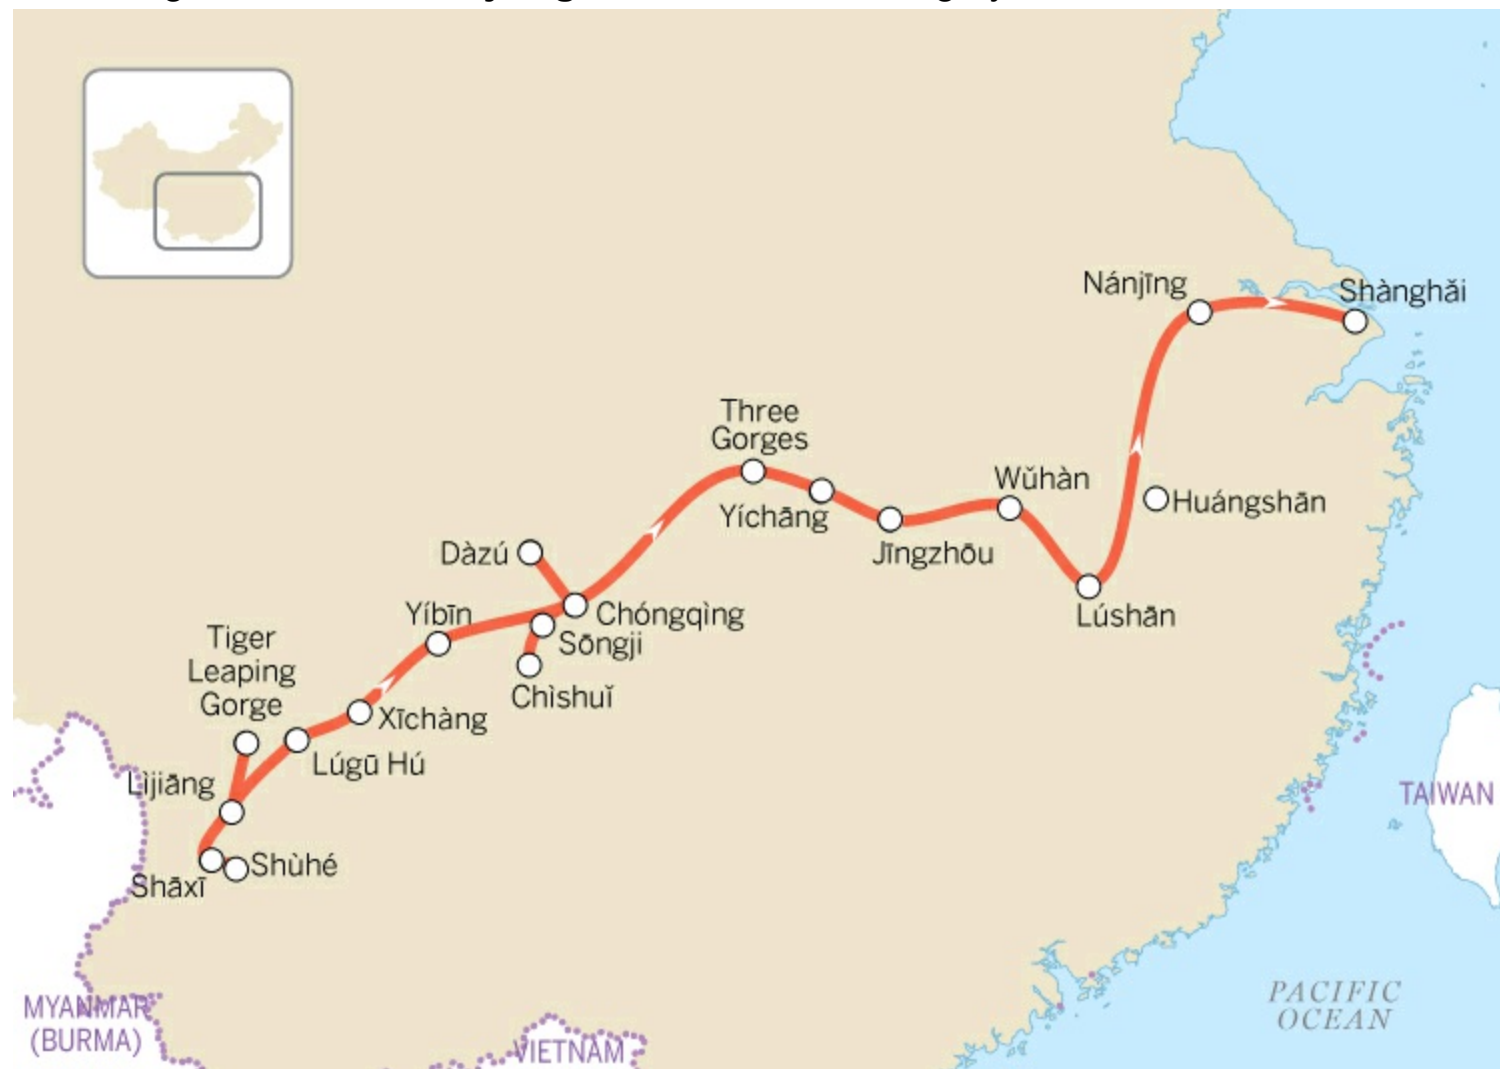 Nánjīng
Shànghǎi
Three
Gorges
Wǔhàn
Yíchāng
Huángshān
Jīngzhōu
Dàzú
Lúshān
Chóngqìng
Yíbīn
Sōngji
Chìshuǐ
Tiger
Leaping
Gorge
Xīchàng
Lúgū Hú
Lìjiāng
Shùhé
Shāxī
TAIWAN
PACIFIC
OCEAN
MYANMAR
(BURMA)
VIETNAM